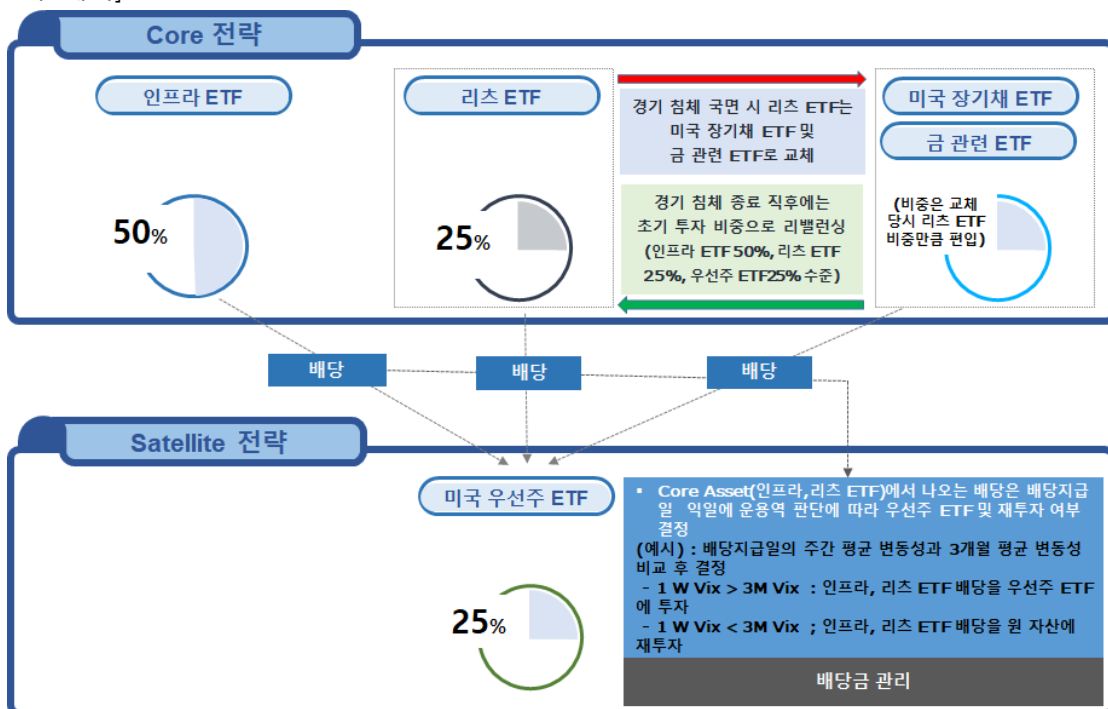 Core 전략
인프라 ETF
50%
리츠 ETF
25%
경기 침체 국면 시 리츠 ETF는
미국 장기채 ETF 및
금 관련 ETF로 교체
경기 침체 종료 직후에는
초기 투자 비중으로 리밸런싱
(인프라 ETF 50%, 리츠 ETF
25%, 우선주 ETF25% 수준)
미국 장기채 ETF
금 관련 ETF
(비중은 교체
당시 리츠 ETF
비중만큼 편입)
배당
배당
배당
Satellite 전략
미국 우선주 ETF
25%
▪ Core Asset(인프라,리츠 ETF)에서 나오는 배당은 배당지급
일 익일에 운용역 판단에 따라 우선주 ETF 및 재투자 여부
결정
(예시) : 배당지급일의 주간 평균 변동성과 3개월 평균 변동성
비교 후 결정
- 1 W Vix > 3M Vix : 인프라, 리츠 ETF 배당을 우선주 ETF
에 투자
- 1 W Vix < 3M Vix ; 인프라, 리츠 ETF 배당을 원 자산에
재투자
배당금 관리